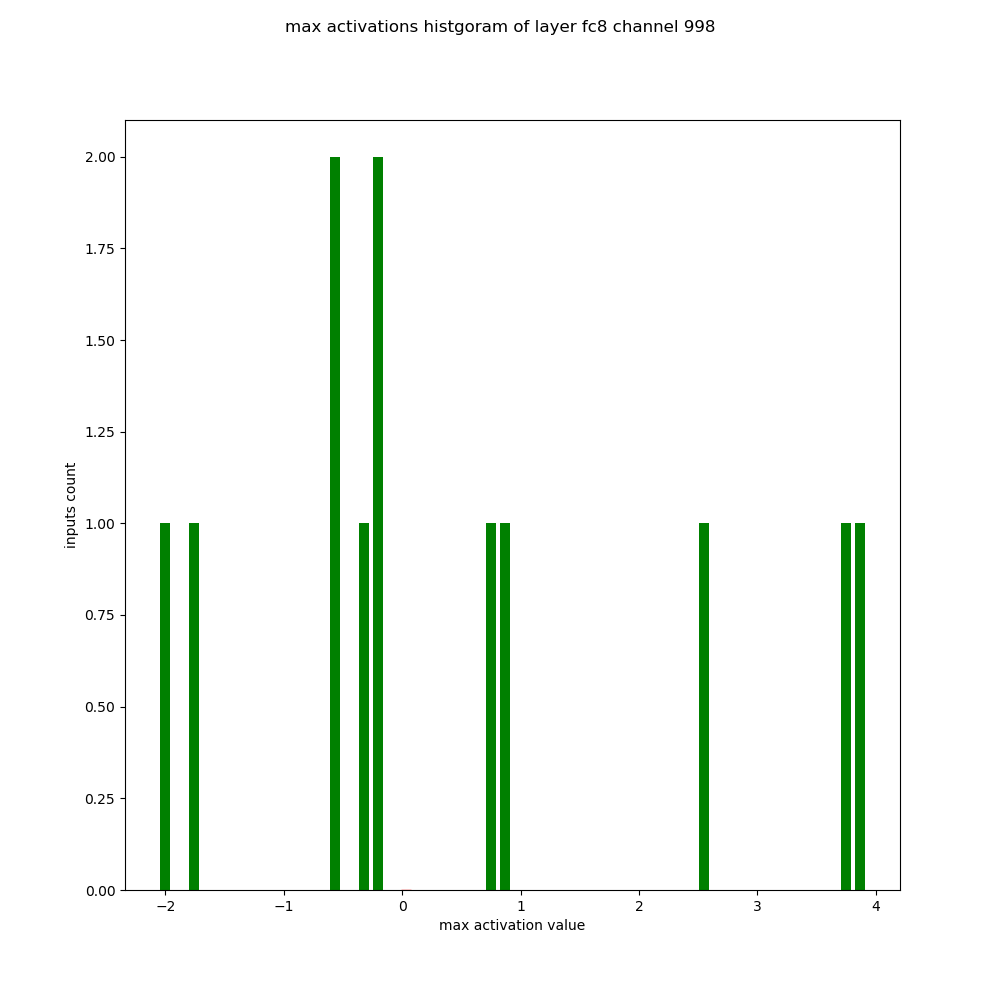 max activations histgoram of layer fc8 channel 998
2.00
1.75
1.50
1.25
1.00
0.75
0.50
0.25
0.00
inputs count
−2 −1 0 1 2 3 4
max activation value